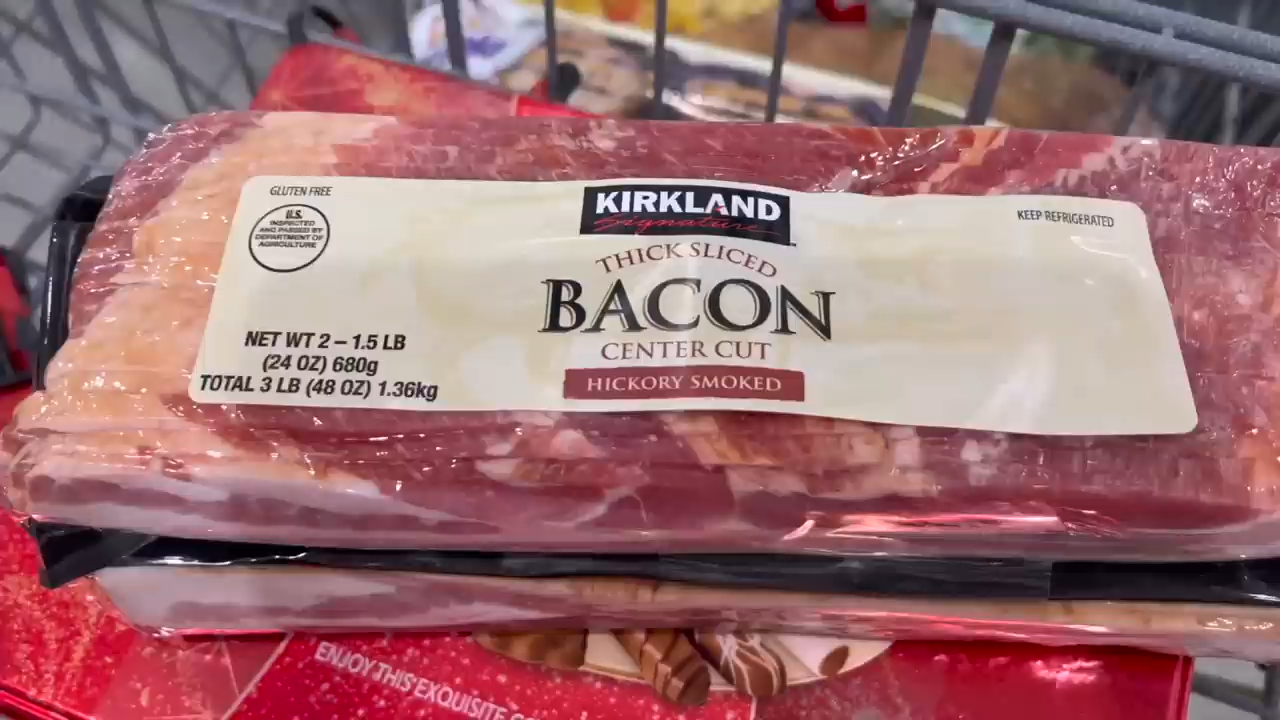 GLUTEN FREE
U.S.
INSPECTED
AND PASSED BY
DEPARTMENT OF
AGRICULTURE
KIRKLAND
Signature
KEEP REFRIGERATED
THICK SLICED
BACON
CENTER CUT
HICKORY SMOKED
NET WT 2 – 1.5 LB
(24 OZ) 680g
TOTAL 3 LB (48 OZ) 1.36kg
ENJOY THIS EXQUISITE